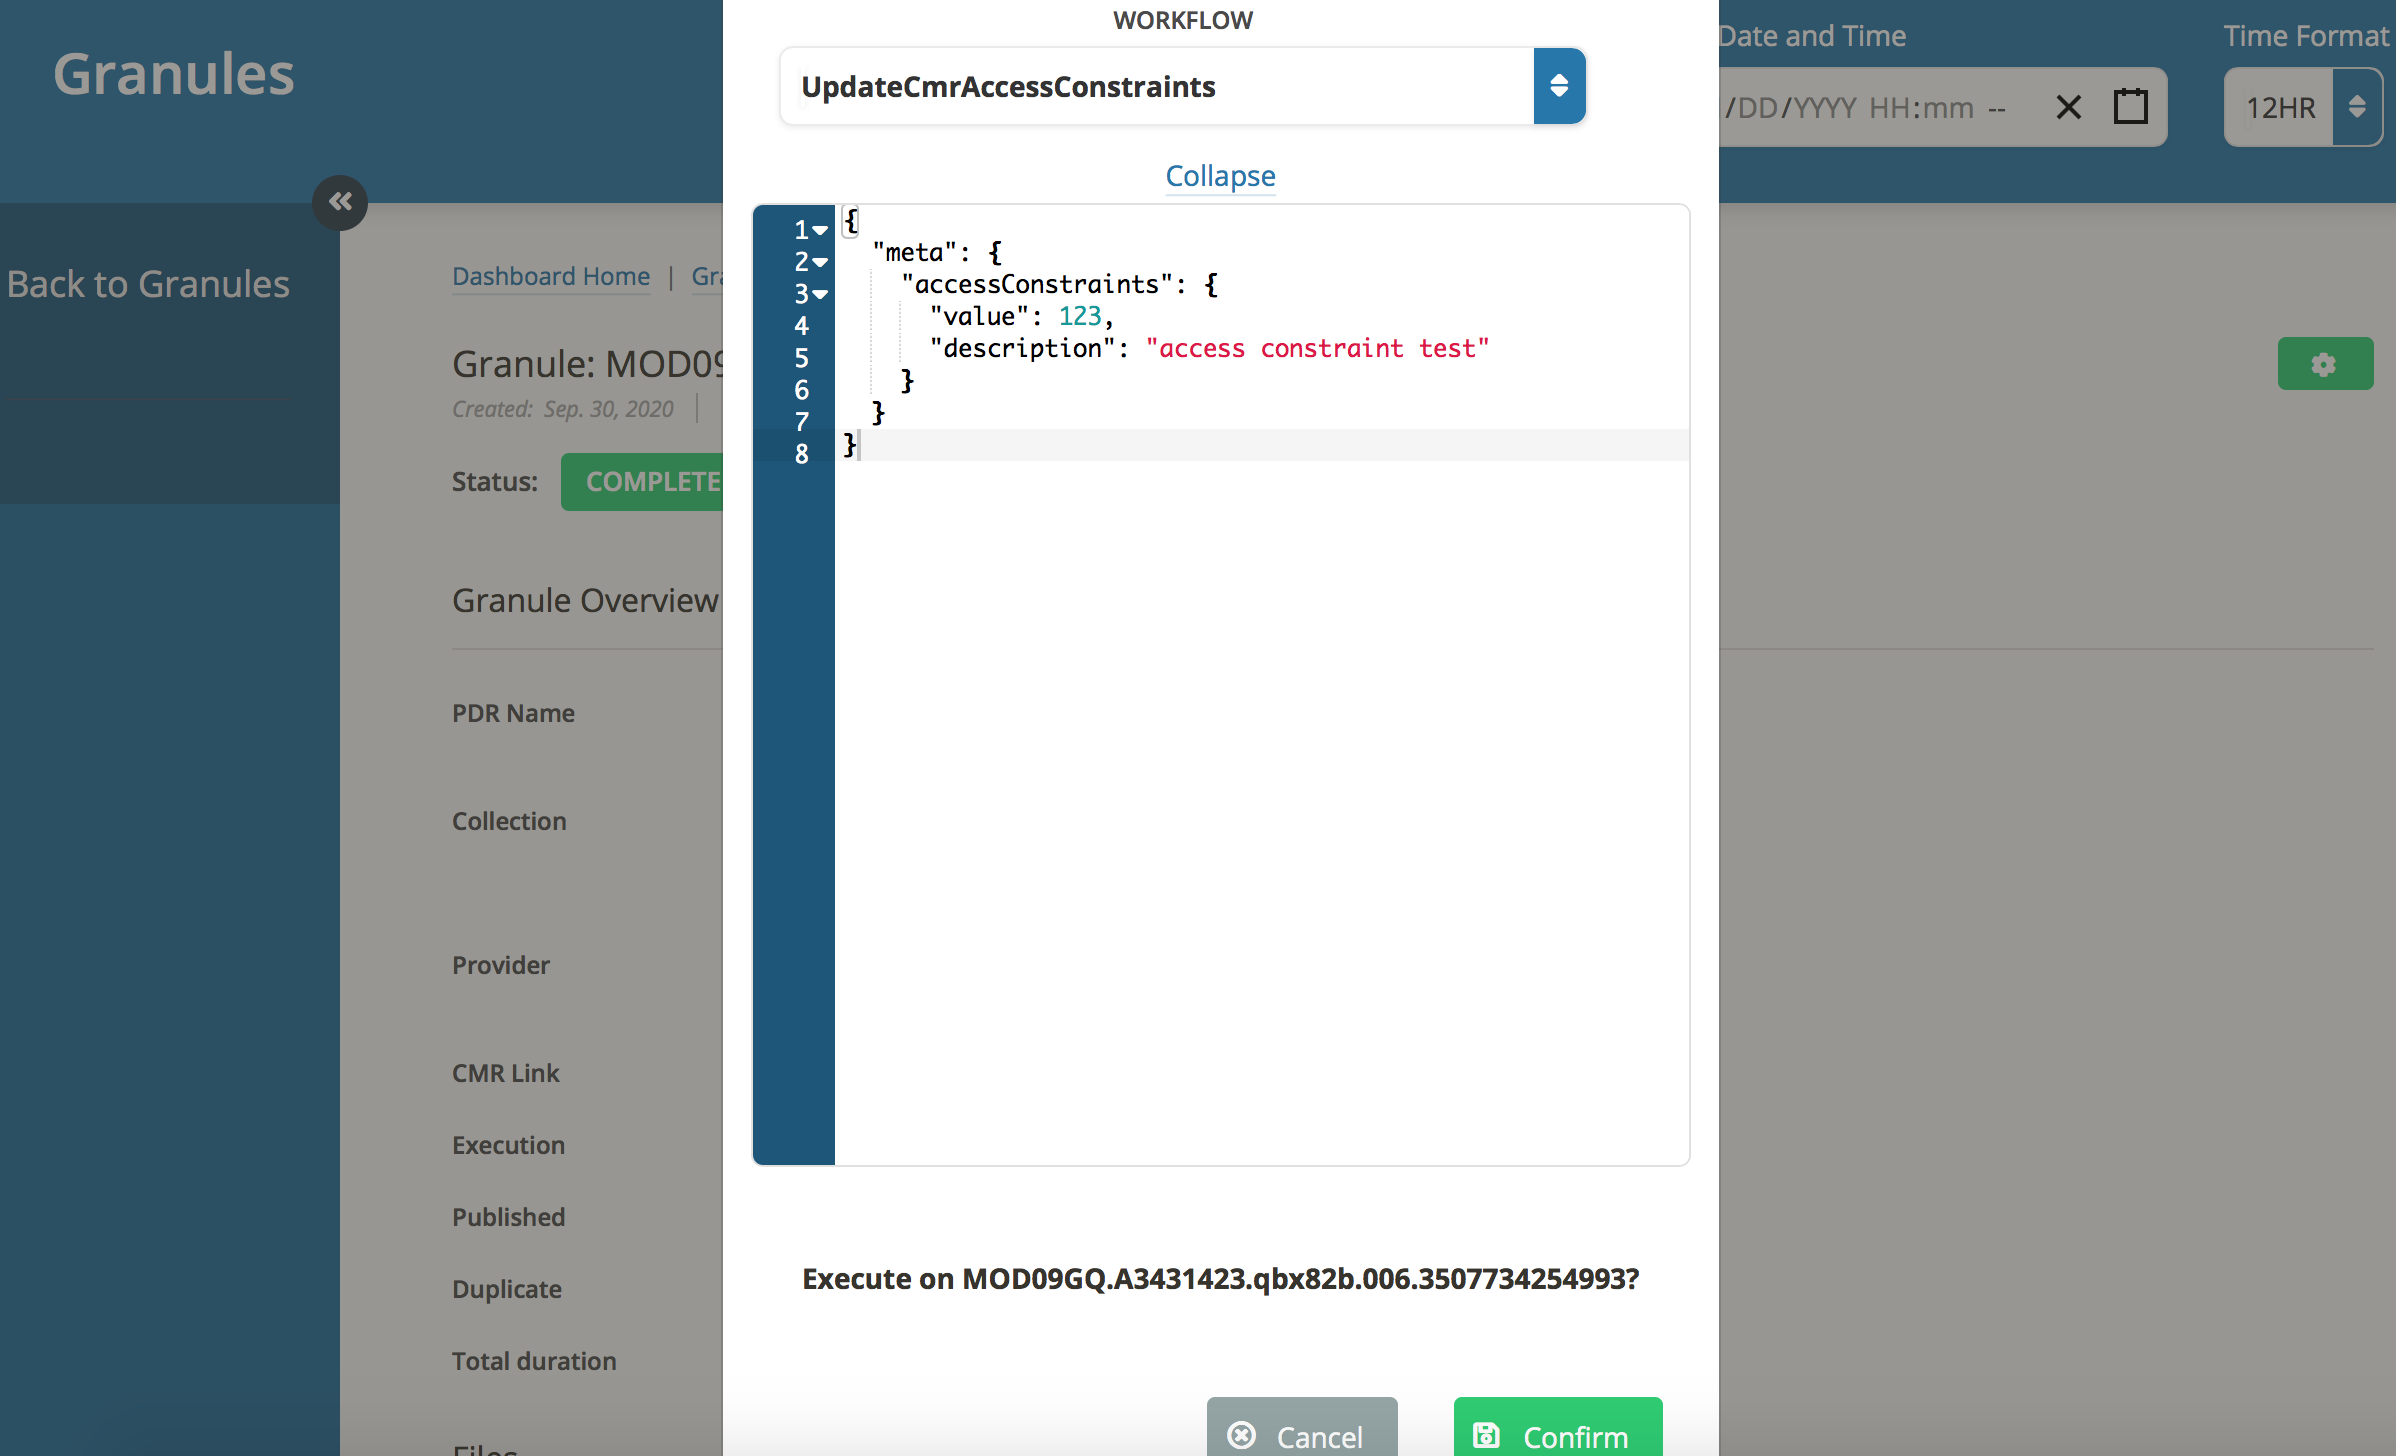 Granules
Back to Granules
Dashboard Home | Gra
Granule: MOD09
Created: Sep. 30, 2020
Status: COMPLETE
Granule Overview
PDR Name
Collection
Provider
CMR Link
Execution
Published
Duplicate
Total duration
Files
WORKFLOW
UpdateCmrAccessConstraints
Collapse
1 {
2 "meta": {
3 "accessConstraints": {
4 "value": 123,
5 "description": "access constraint test"
6 }
7 }
8 }
Execute on MOD09GQ.A3431423.qbx82b.006.3507734254993?
Cancel Confirm
Date and Time
/DD/YYYY HH:mm --
Time Format
12HR